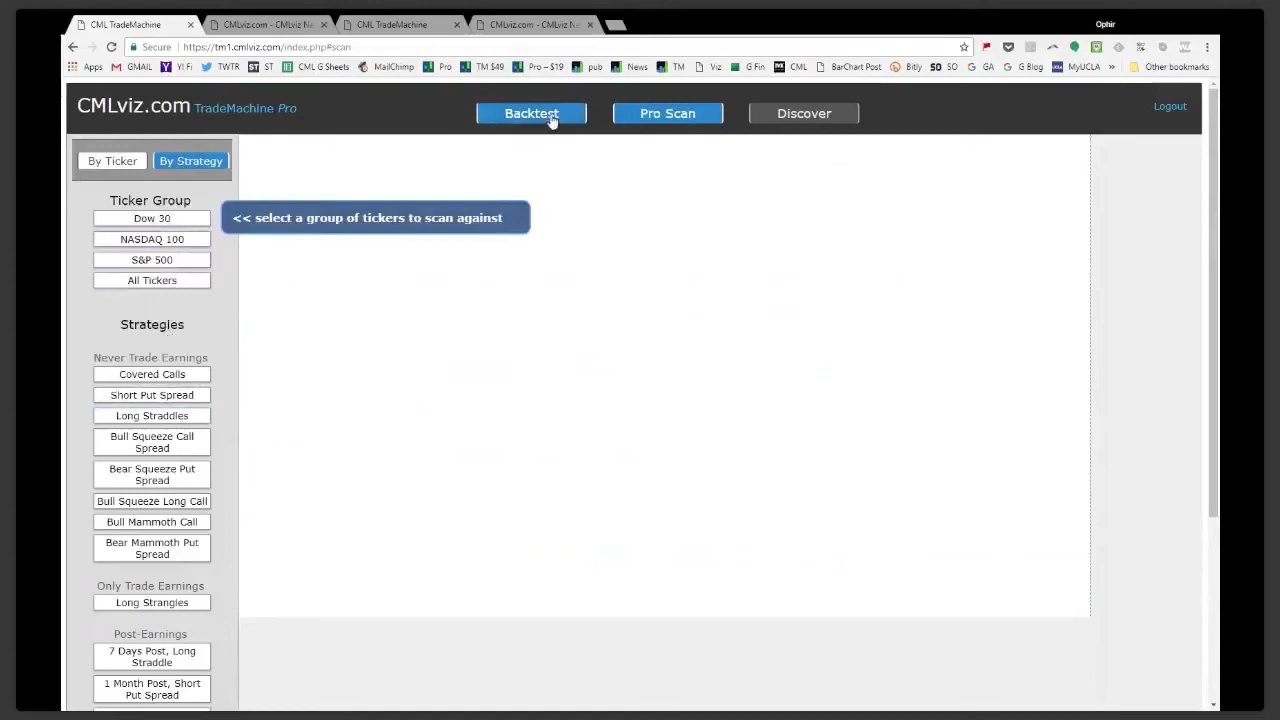 CML TradeMachine
CMLviz.com - CMLviz Ne
CML TradeMachine
CMLviz.com - CMLviz Ne
Ophir
Secure
https://tm1.cmlviz.com/index.php#scan
Apps
GMAIL
Y! Fi
TWTR
ST
CML G Sheets
MailChimp
Pro
TM $49
Pro – $19
pub
News
TM
Viz
G Fin
CML
BarChart Post
Bitly
SO
GA
G Blog
MyUCLA
»
Other bookmarks
CMLviz.com TradeMachine Pro
Backtest
Pro Scan
Discover
Logout
By Ticker
By Strategy
Ticker Group
Dow 30
<< select a group of tickers to scan against
NASDAQ 100
S&P 500
All Tickers
Strategies
Never Trade Earnings
Covered Calls
Short Put Spread
Long Straddles
Bull Squeeze Call
Spread
Bear Squeeze Put
Spread
Bull Squeeze Long Call
Bull Mammoth Call
Bear Mammoth Put
Spread
Only Trade Earnings
Long Strangles
Post-Earnings
7 Days Post, Long
Straddle
1 Month Post, Short
Put Spread